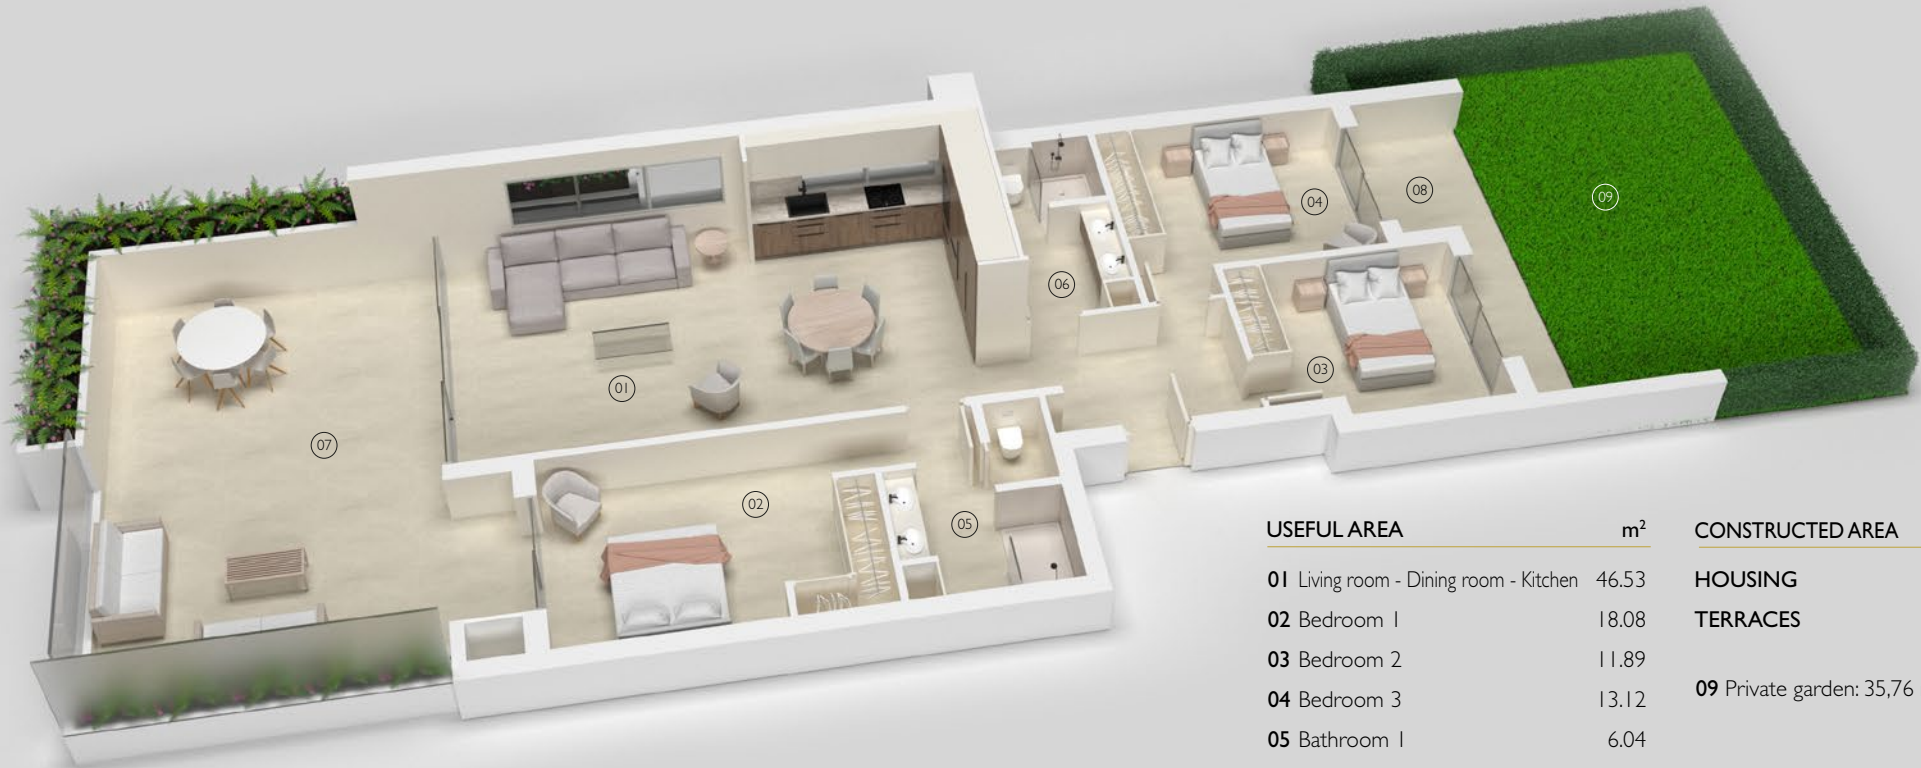 09
04
08
06
03
01
07
02
05
USEFUL AREA m²
01 Living room - Dining room - Kitchen 46.53
02 Bedroom 1 18.08
03 Bedroom 2 11.89
04 Bedroom 3 13.12
05 Bathroom 1 6.04
CONSTRUCTED AREA
HOUSING
TERRACES
09 Private garden: 35,76